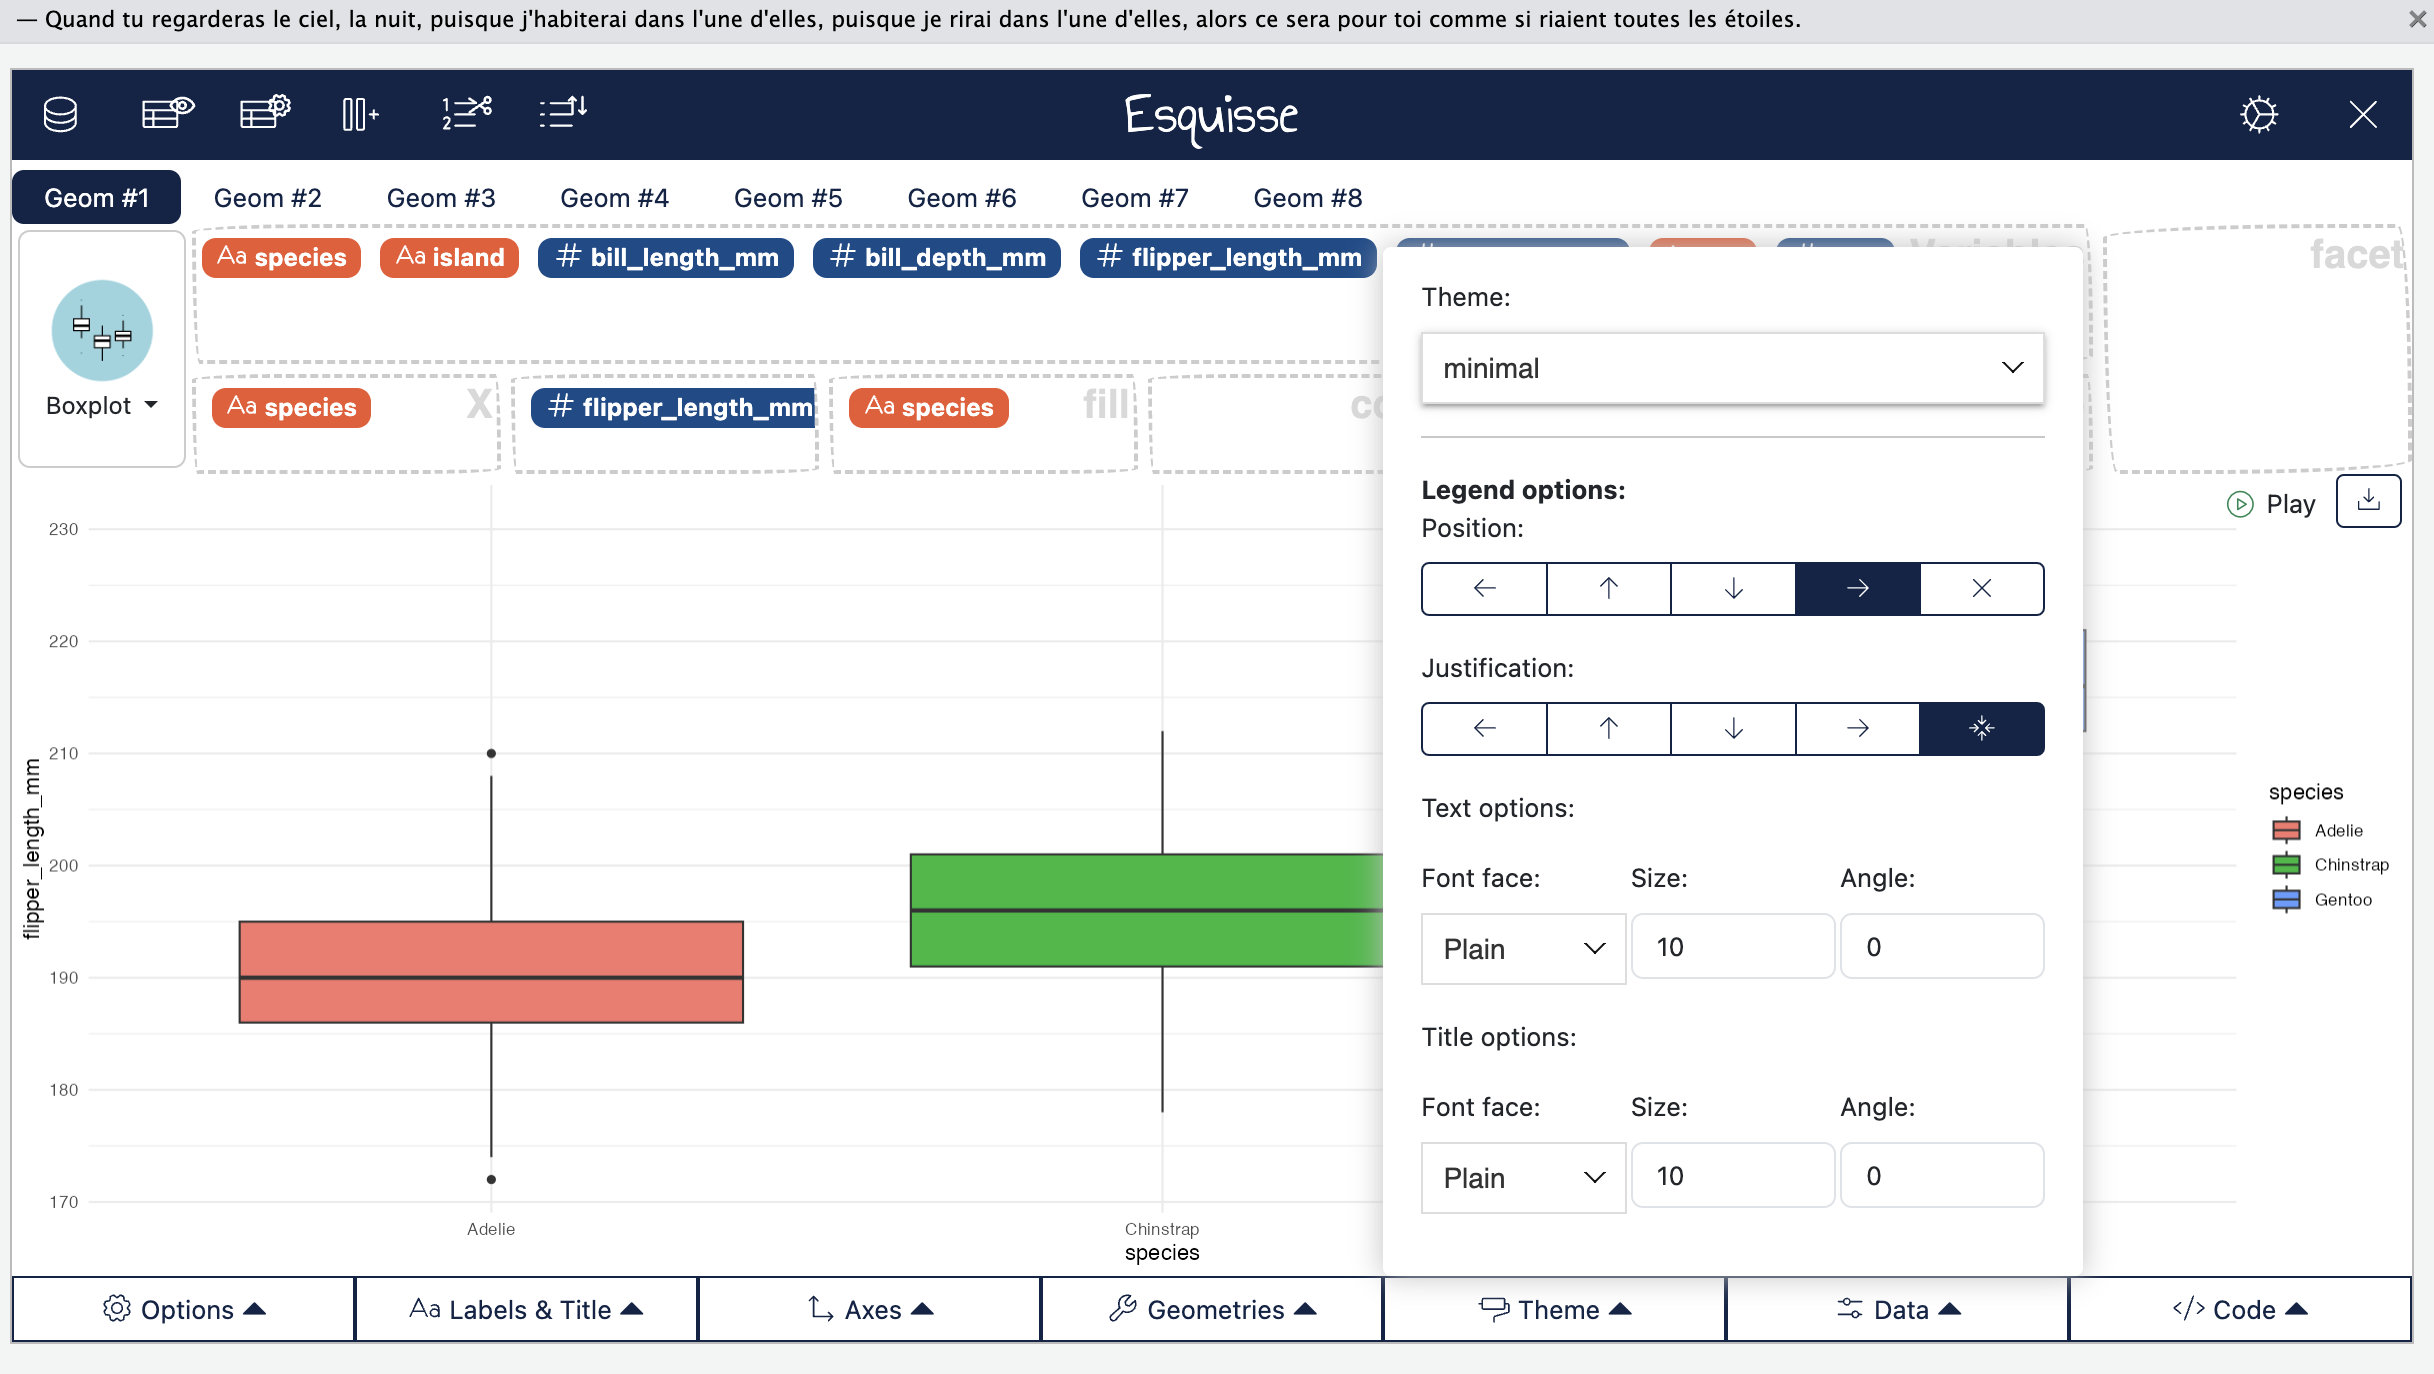 — Quand tu regarderas le ciel, la nuit, puisque j'habiterai dans l'une d'elles, puisque je rirai dans l'une d'elles, alors ce sera pour toi comme si riaient toutes les étoiles.
Esquisse
Geom #1 Geom #2 Geom #3 Geom #4 Geom #5 Geom #6 Geom #7 Geom #8
Aa species Aa island # bill_length_mm # bill_depth_mm # flipper_length_mm
facet
Boxplot
Aa species X # flipper_length_mm Aa species fill
Theme:
minimal
Legend options:
Position:
Justification:
Text options:
Font face: Size: Angle:
Plain 10 0
Title options:
Font face: Size: Angle:
Plain 10 0
Play
230
220
210
200
190
180
170
flipper_length_mm
Adelie Chinstrap
species
species
Adelie
Chinstrap
Gentoo
Options Aa Labels & Title Axes Geometries Theme Data </> Code